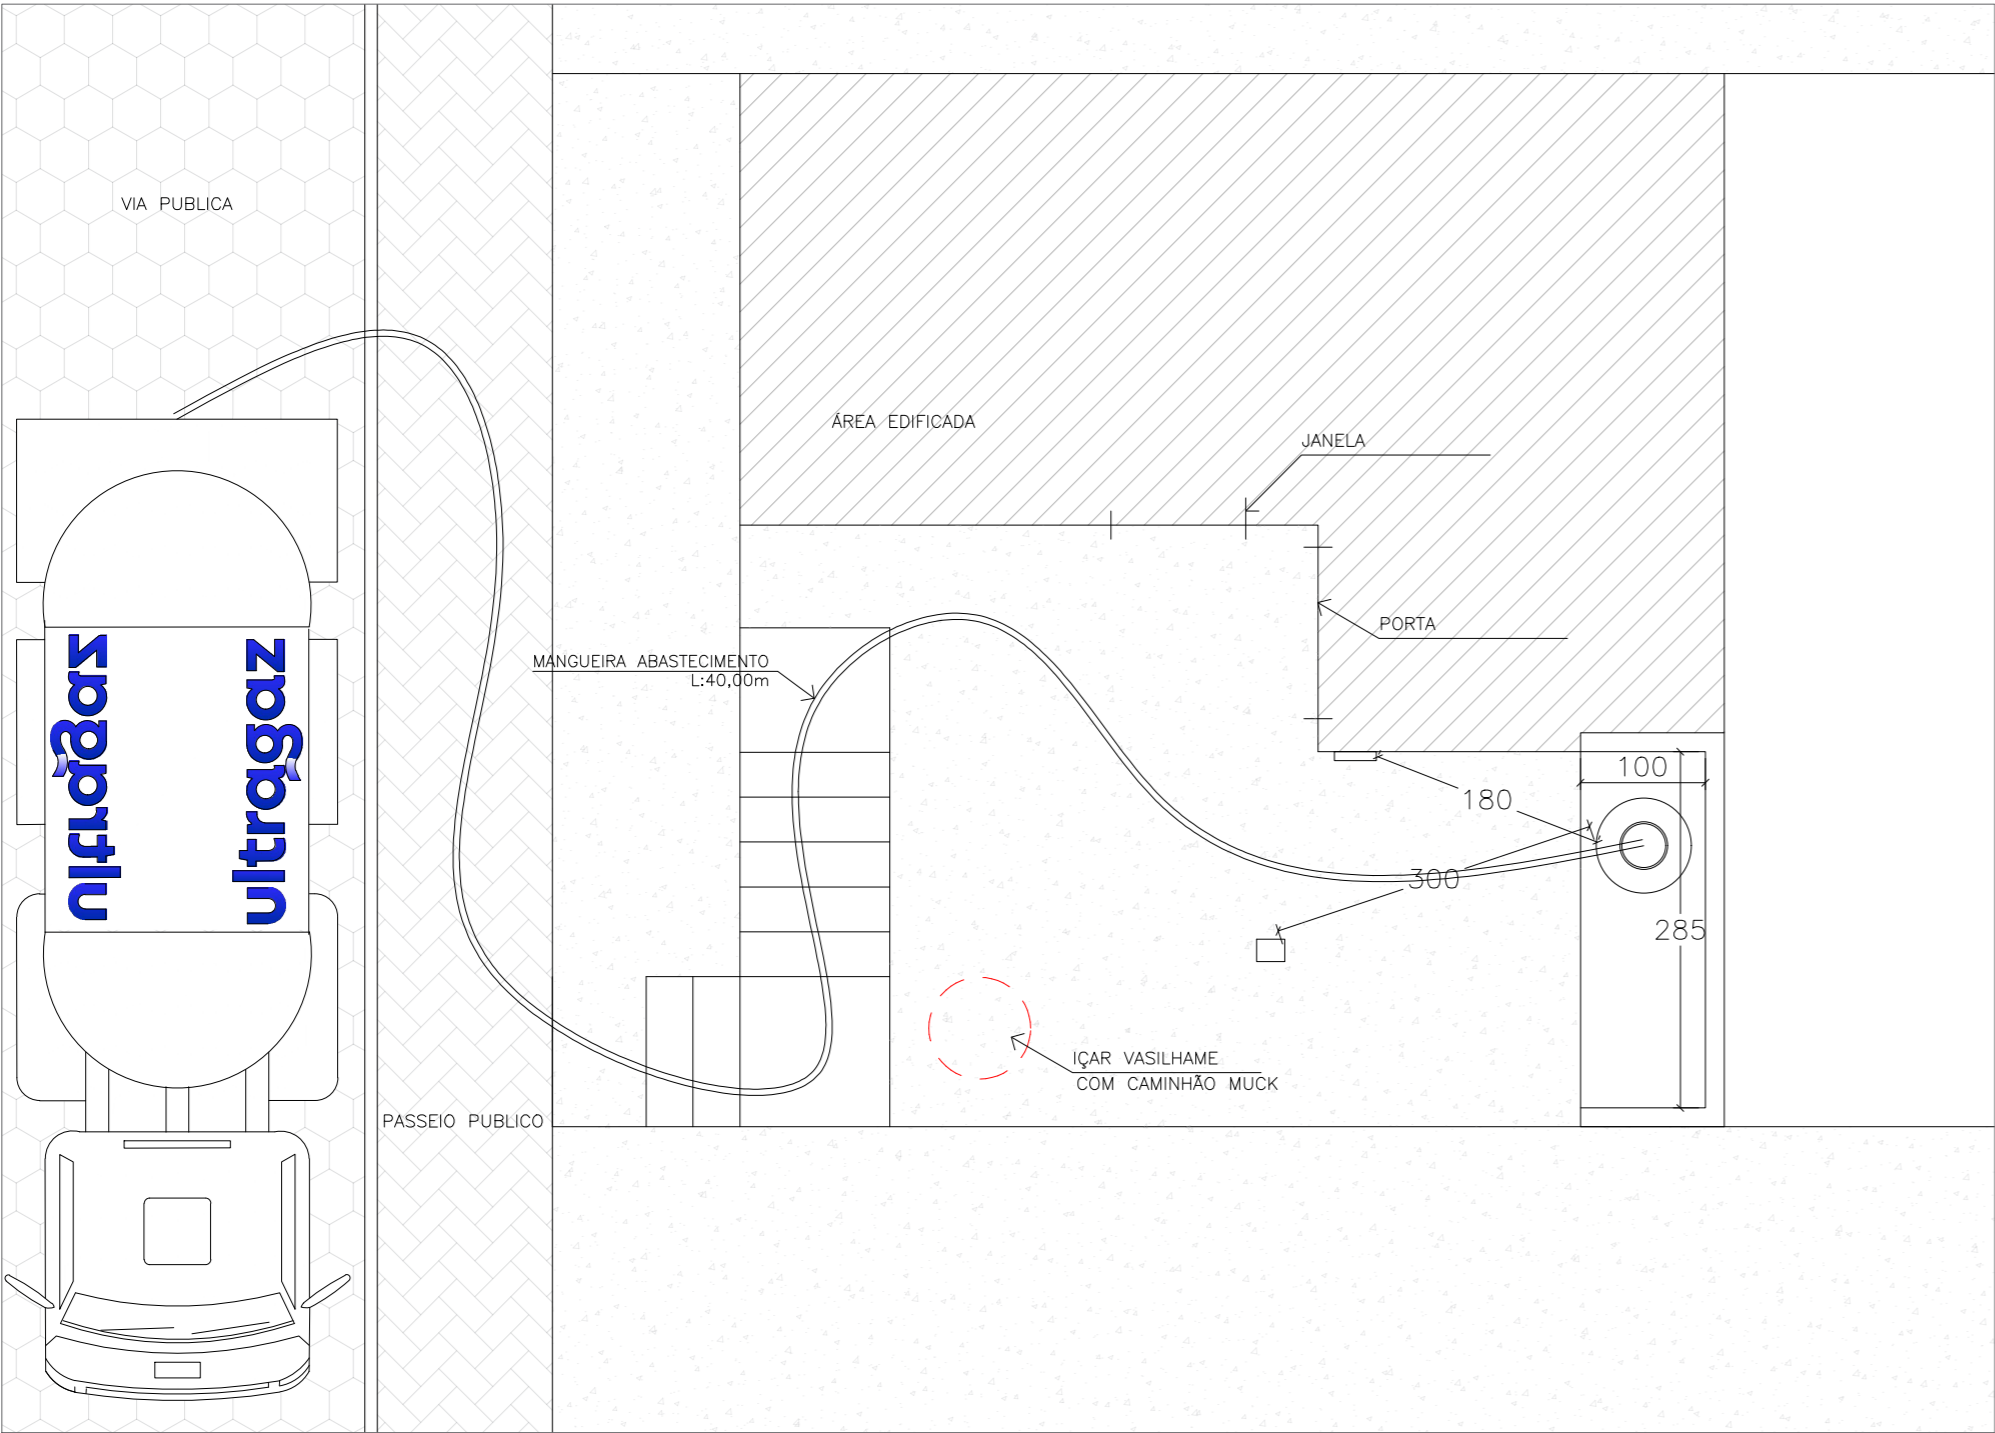 VIA PUBLICA
ÁREA EDIFICADA
JANELA
PORTA
MANGUEIRA ABASTECIMENTO
L:40,00m
ultragaz
ultragaz
100
180
300
285
IÇAR VASILHAME
COM CAMINHÃO MUCK
PASSEIO PUBLICO